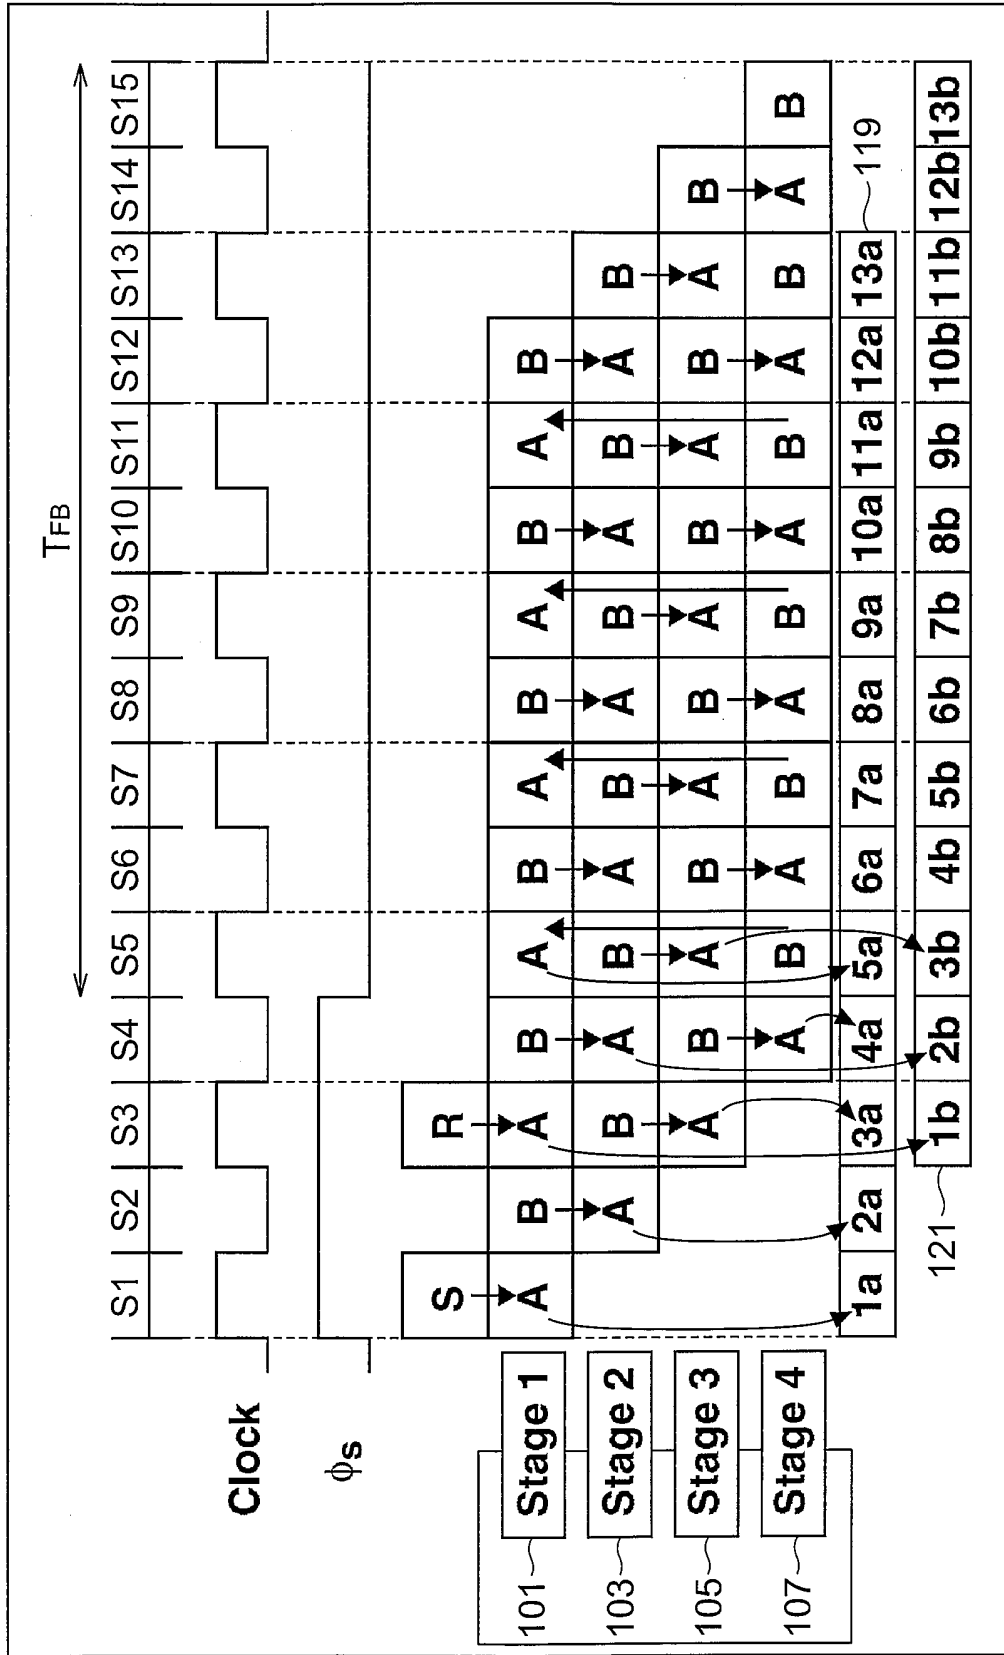 TFB
S1 S2 S3 S4 S5 S6 S7 S8 S9 S10 S11 S12 S13 S14 S15
Clock
ϕs
S R
101 Stage 1 A B A B A B A B A B A B
103 Stage 2 A B A B A B A B A B A B
105 Stage 3 A B A B A B A B A B A B
107 Stage 4 A B A B A B A B A B A B
1a 2a 3a 4a 5a 6a 7a 8a 9a 10a 11a 12a 13a 119
121 1b 2b 3b 4b 5b 6b 7b 8b 9b 10b 11b 12b 13b